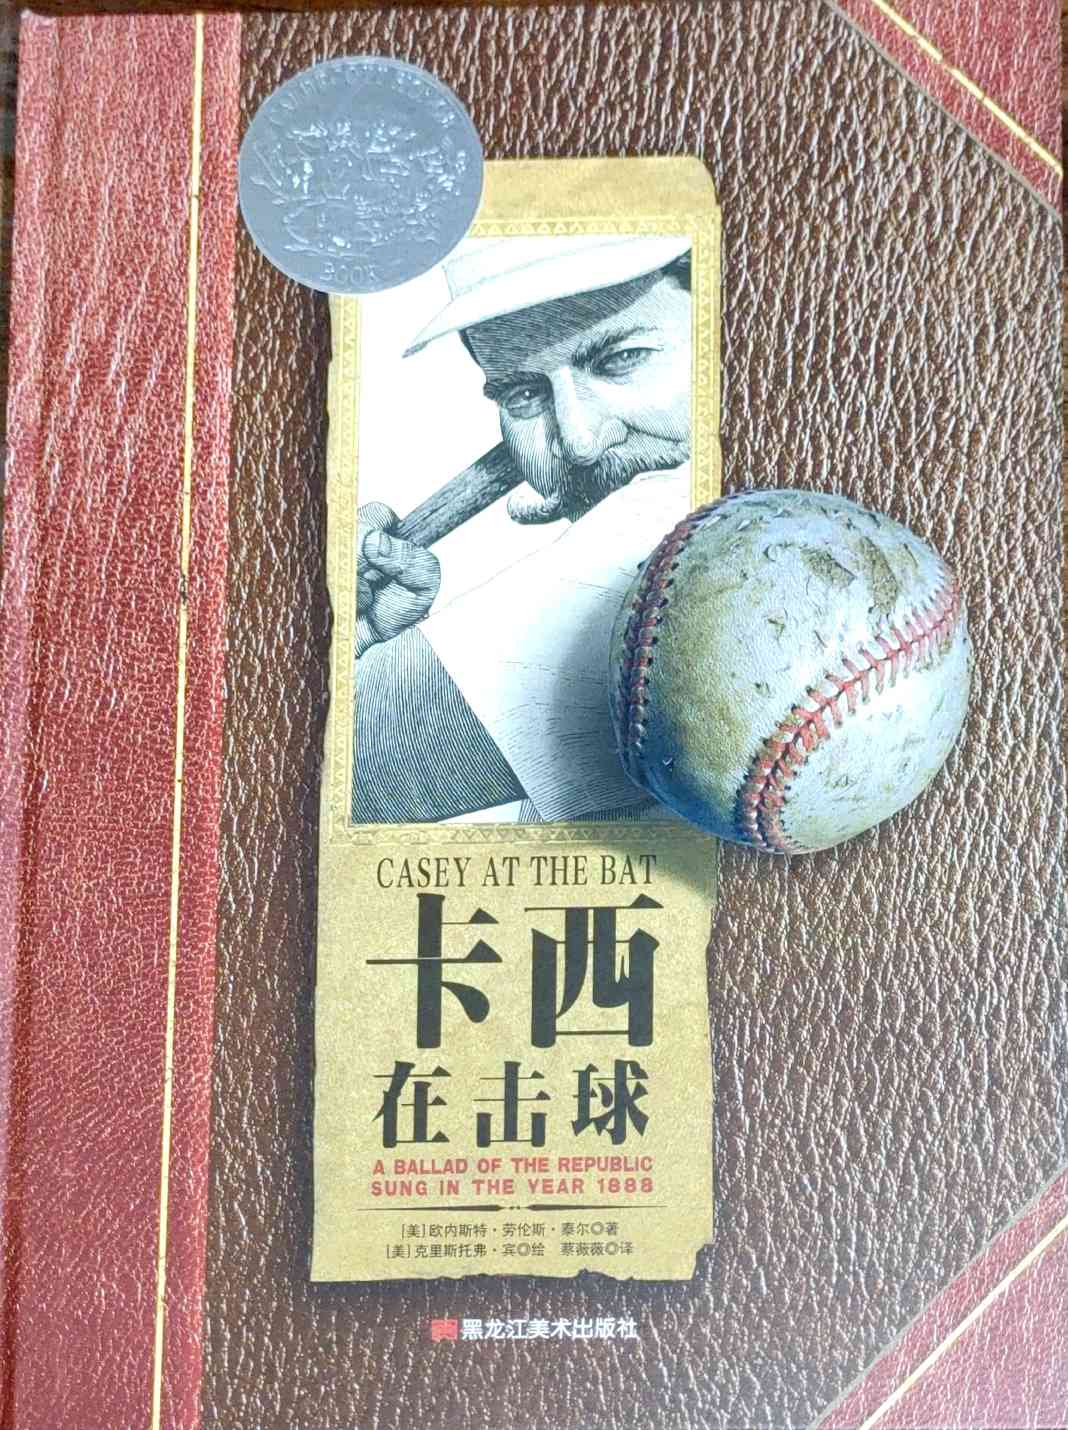 BOOK
CASEY AT THE BAT
卡西
在击球
A BALLAD OF THE REPUBLIC
SUNG IN THE YEAR 1888
[美]欧内斯特·劳伦斯·泰尔◎著
[美]克里斯托弗·宾◎绘 蔡薇薇◎译
黑龙江美术出版社